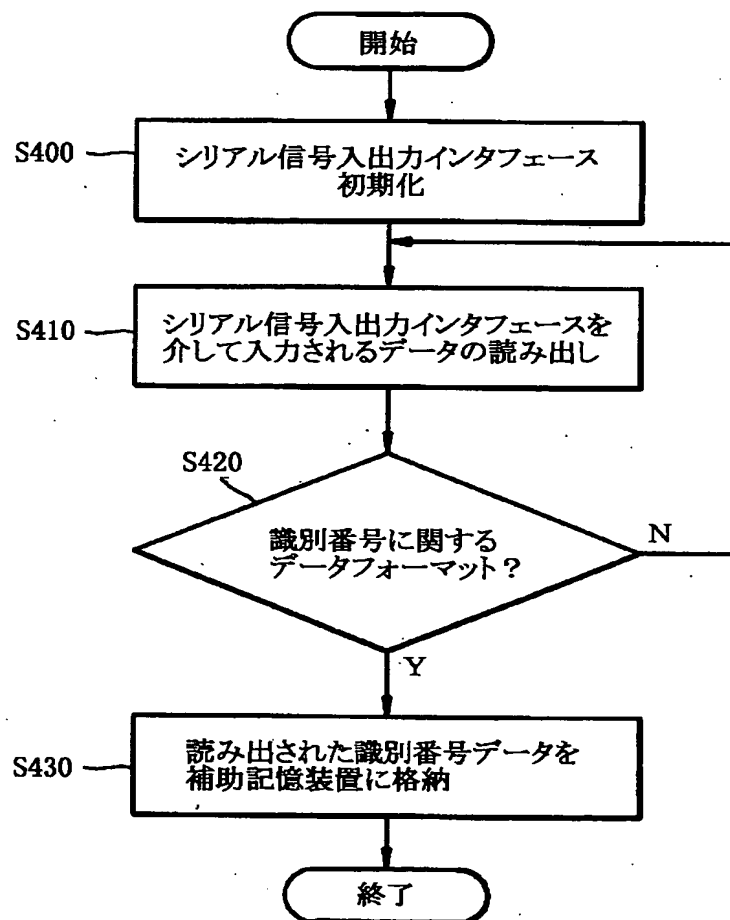 開始
S400
シリアル信号入出力インタフェース
初期化
S410
シリアル信号入出力インタフェースを
介して入力されるデータの読み出し
S420
識別番号に関する
データフォーマット?
N
Y
S430
読み出された識別番号データを
補助記憶装置に格納
終了